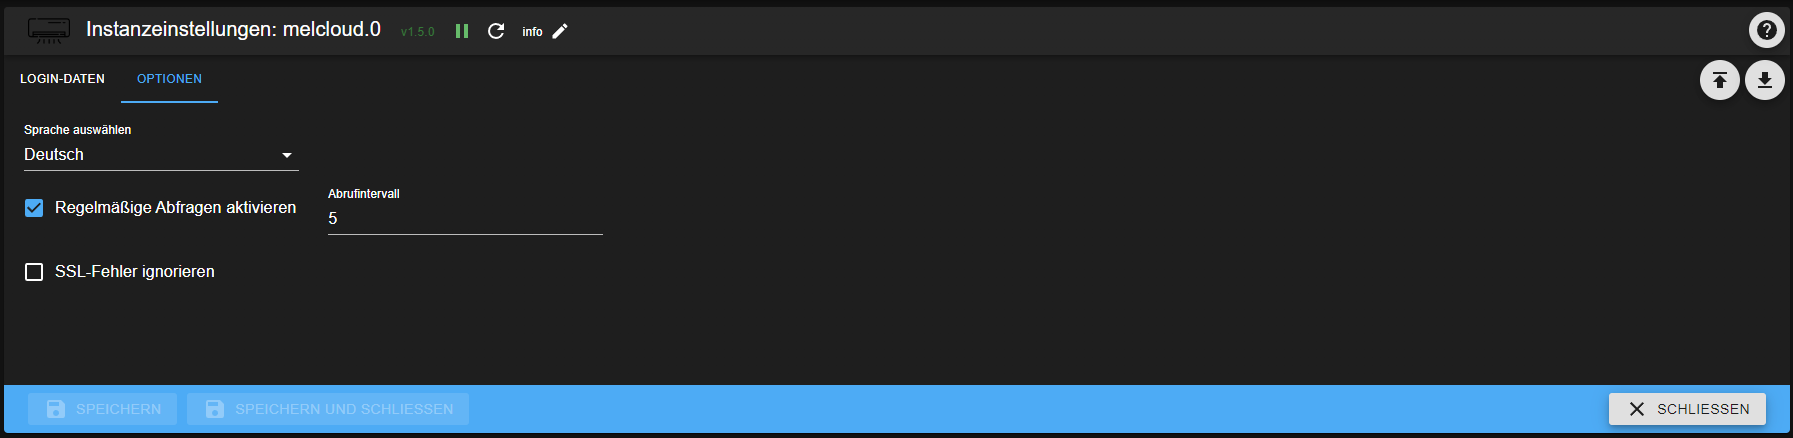 Instanzeinstellungen: melcloud.0 v1.5.0 info
LOGIN-DATEN OPTIONEN
Sprache auswählen
Deutsch
Regelmäßige Abfragen aktivieren
Abrufintervall
5
SSL-Fehler ignorieren
SPEICHERN SPEICHERN UND SCHLIESSEN SCHLIESSEN